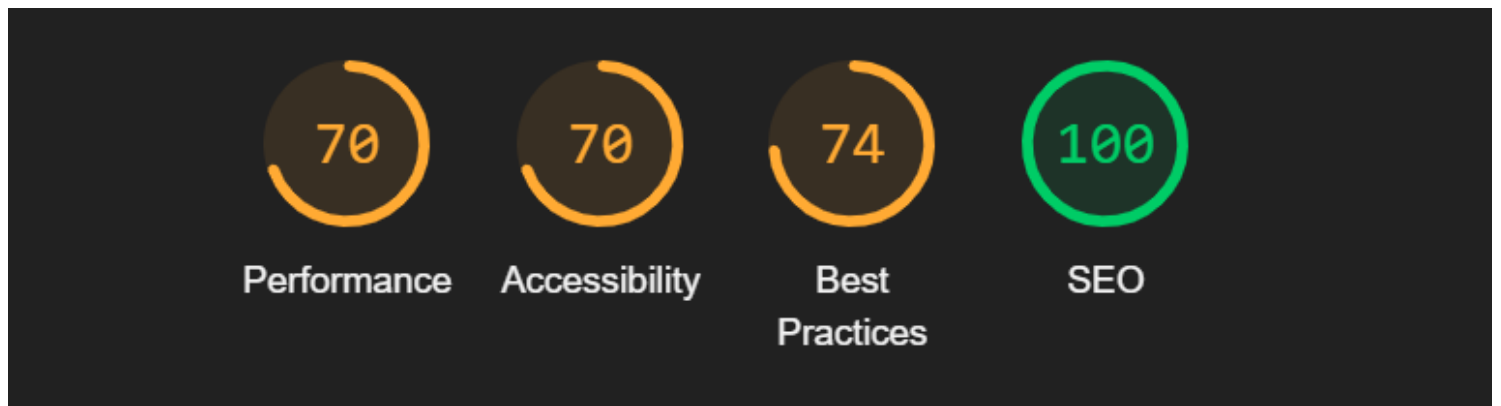 70
70
74
100
Performance
Accessibility
Best
Practices
SEO